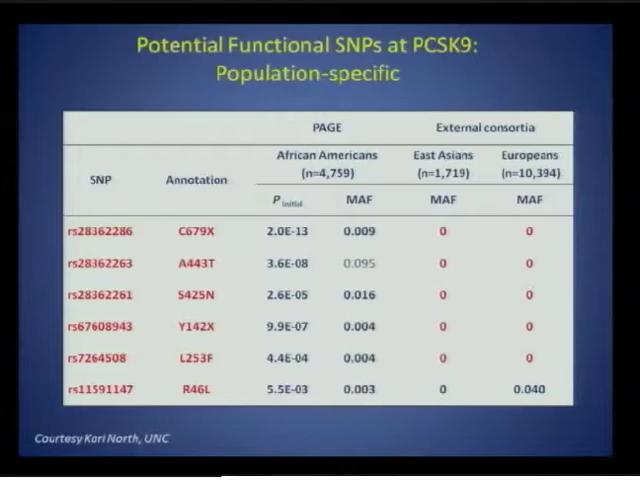 Potential Functional SNPs at PCSK9:
Population-specific
PAGE External consortia
African Americans East Asians Europeans
(n=4,759) (n=1,719) (n=10,394)
SNP Annotation
P initial MAF MAF MAF
rs28362286 C679X 2.0E-13 0.009 0 0
rs28362263 A443T 3.6E-08 0.095 0 0
rs28362261 S425N 2.6E-05 0.016 0 0
rs67608943 Y142X 9.9E-07 0.004 0 0
rs7264508 L253F 4.4E-04 0.004 0 0
rs11591147 R46L 5.5E-03 0.003 0 0.040
Courtesy Kari North, UNC